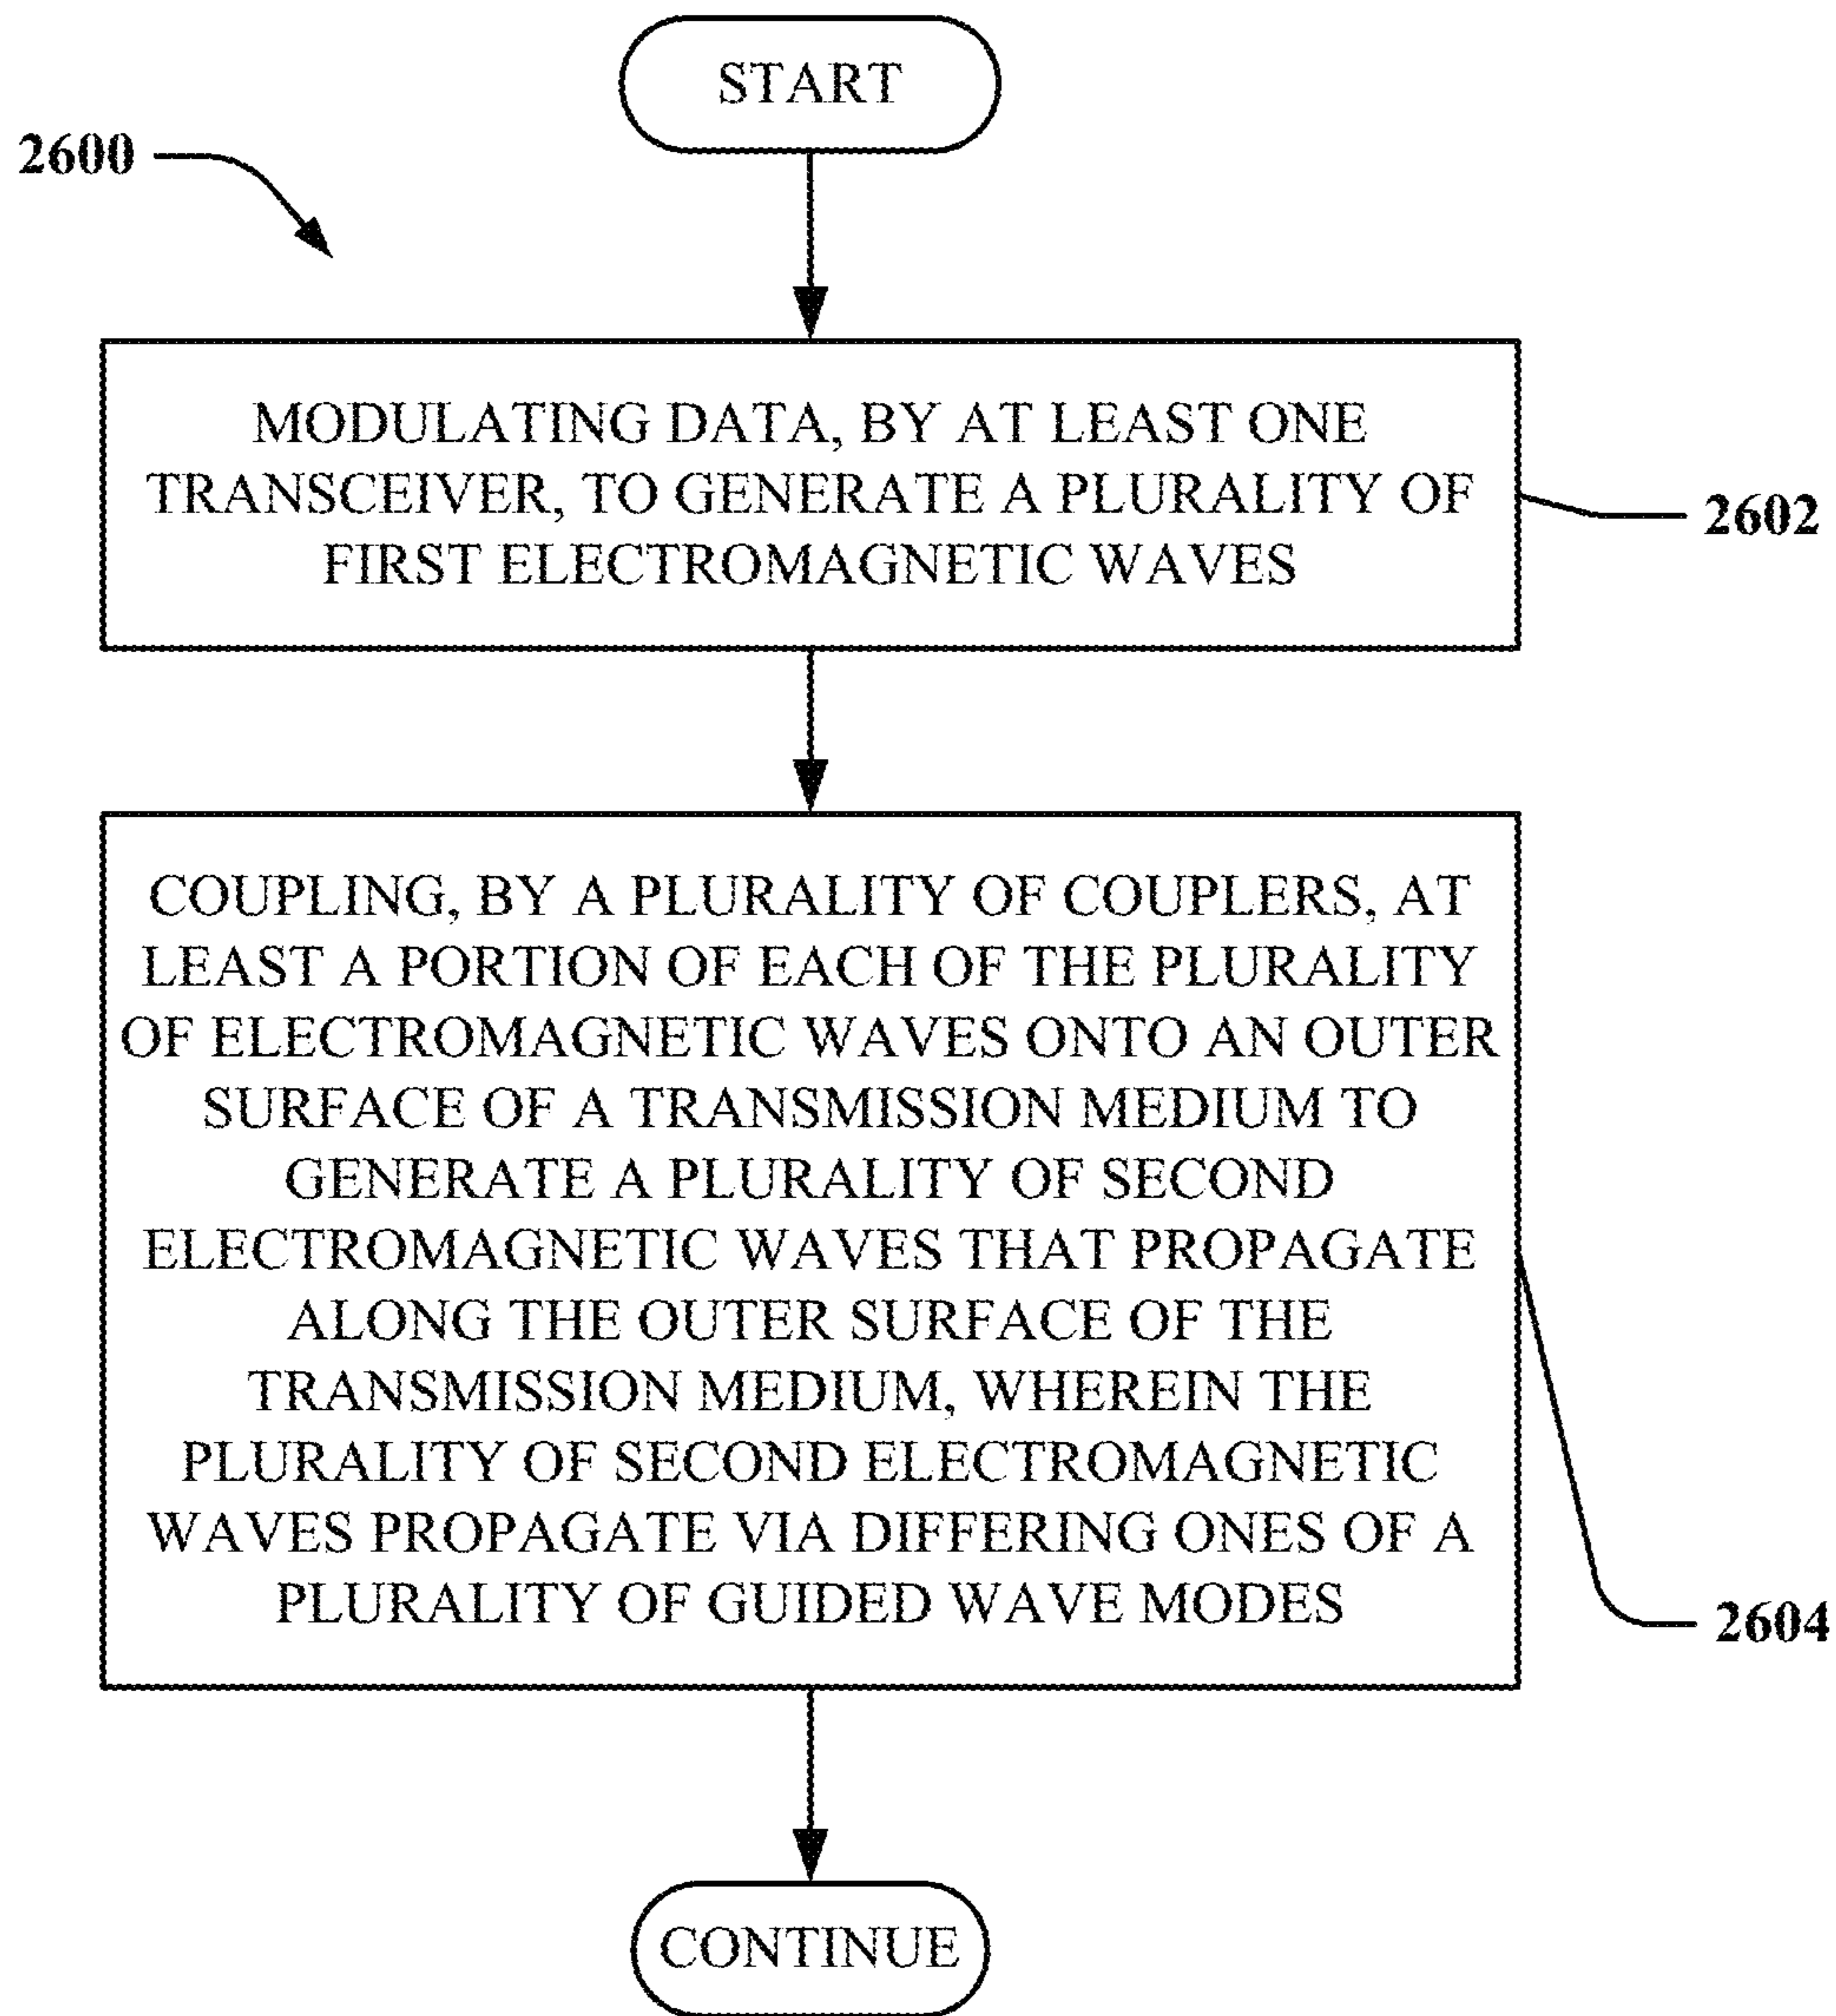 START
2600
MODULATING DATA, BY AT LEAST ONE
TRANSCEIVER, TO GENERATE A PLURALITY OF
FIRST ELECTROMAGNETIC WAVES
2602
COUPLING, BY A PLURALITY OF COUPLERS, AT
LEAST A PORTION OF EACH OF THE PLURALITY
OF ELECTROMAGNETIC WAVES ONTO AN OUTER
SURFACE OF A TRANSMISSION MEDIUM TO
GENERATE A PLURALITY OF SECOND
ELECTROMAGNETIC WAVES THAT PROPAGATE
ALONG THE OUTER SURFACE OF THE
TRANSMISSION MEDIUM, WHEREIN THE
PLURALITY OF SECOND ELECTROMAGNETIC
WAVES PROPAGATE VIA DIFFERING ONES OF A
PLURALITY OF GUIDED WAVE MODES
2604
CONTINUE